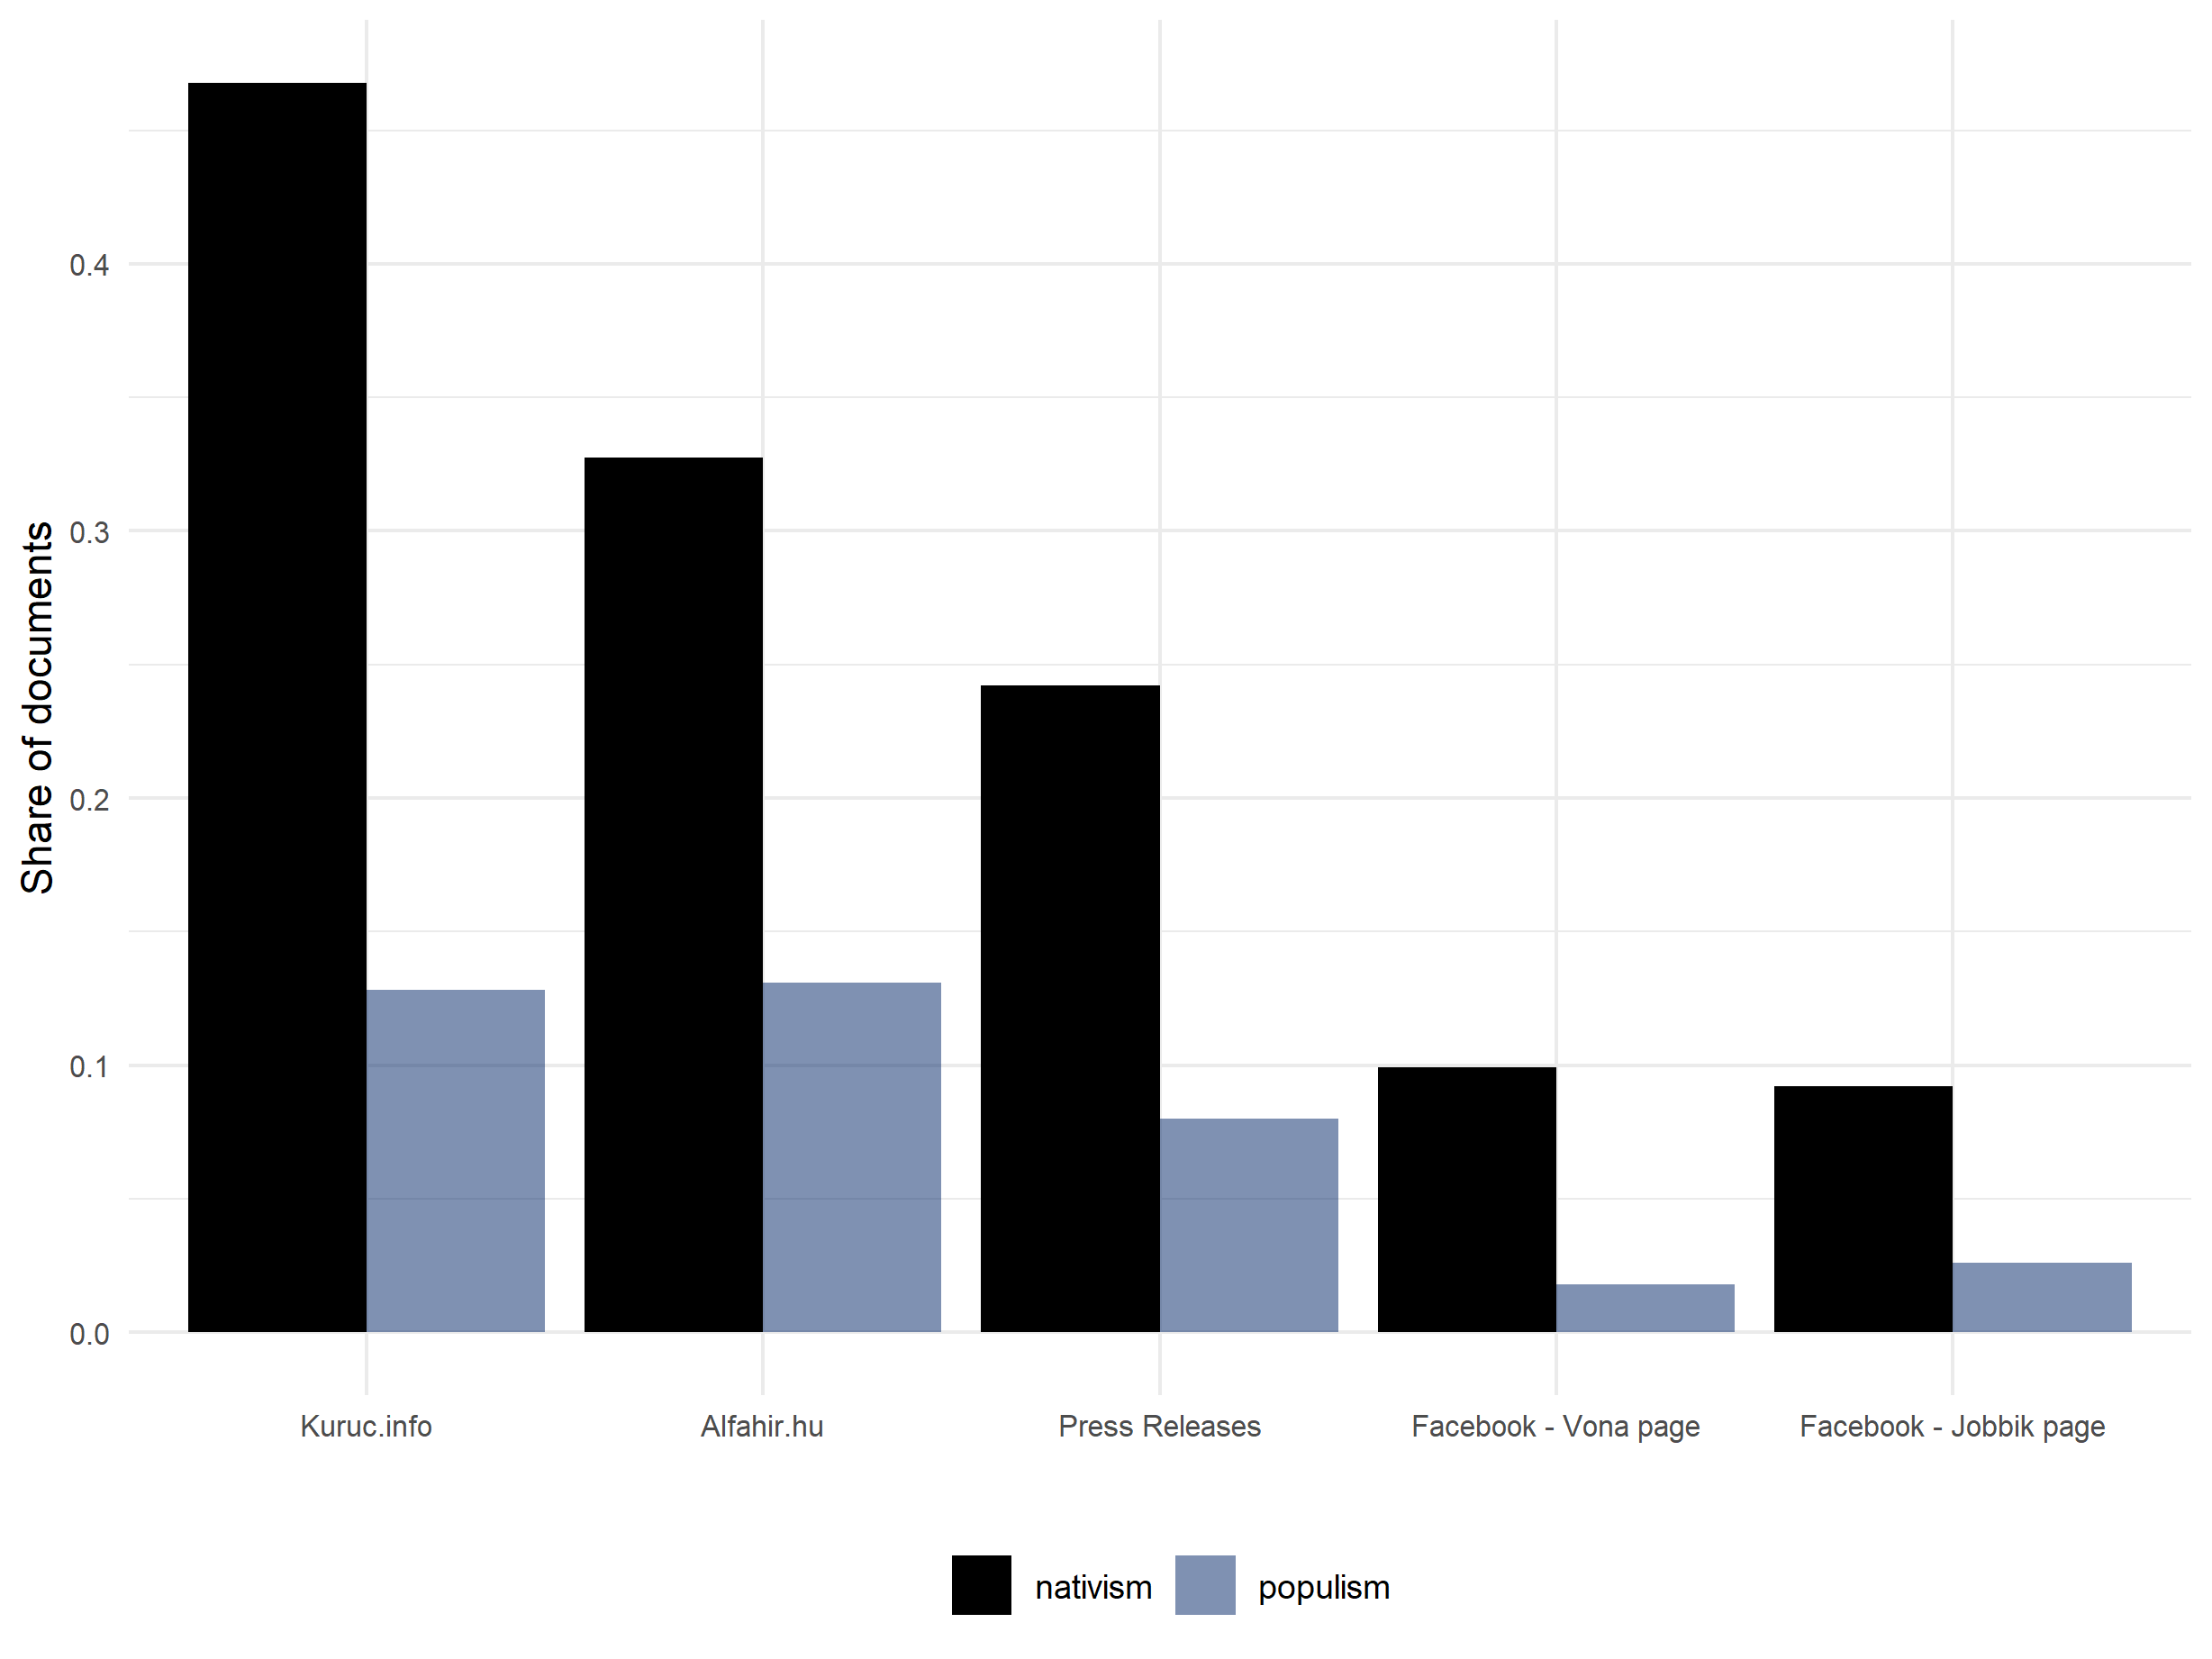 Share of documents
0.4
0.3
0.2
0.1
0.0
Kuruc.info
Alfahir.hu
Press Releases
Facebook - Vona page
Facebook - Jobbik page
nativism
populism